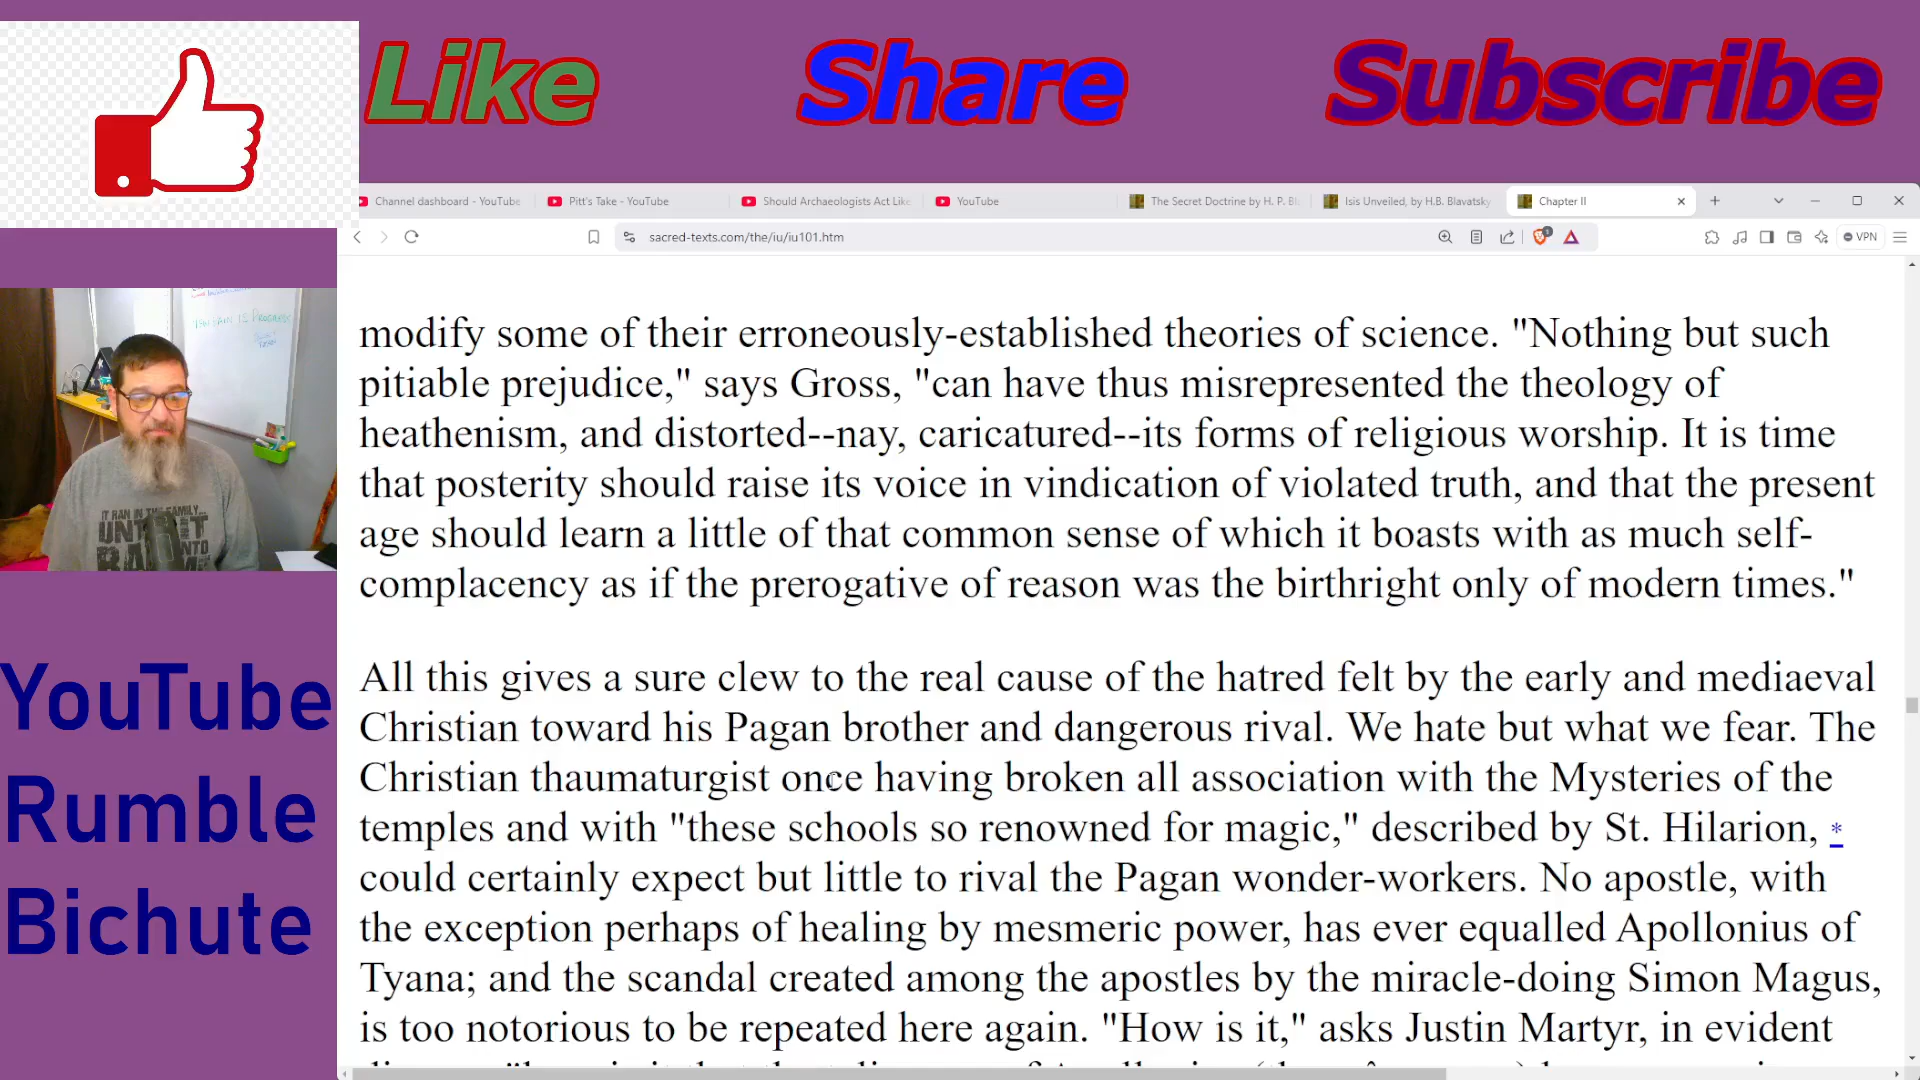 Like
Share
Subscribe
Channel dashboard - YouTube
Pitt's Take - YouTube
Should Archaeologists Act Like
YouTube
The Secret Doctrine by H. P. Bl
Isis Unveiled, by H.B. Blavatsky
Chapter II
sacred-texts.com/the/iu/iu101.htm
VPN
modify some of their erroneously-established theories of science. "Nothing but such
pitiable prejudice," says Gross, "can have thus misrepresented the theology of
heathenism, and distorted--nay, caricatured--its forms of religious worship. It is time
that posterity should raise its voice in vindication of violated truth, and that the present
age should learn a little of that common sense of which it boasts with as much self-
complacency as if the prerogative of reason was the birthright only of modern times."
All this gives a sure clew to the real cause of the hatred felt by the early and mediaeval
Christian toward his Pagan brother and dangerous rival. We hate but what we fear. The
Christian thaumaturgist once having broken all association with the Mysteries of the
temples and with "these schools so renowned for magic," described by St. Hilarion, *
could certainly expect but little to rival the Pagan wonder-workers. No apostle, with
the exception perhaps of healing by mesmeric power, has ever equalled Apollonius of
Tyana; and the scandal created among the apostles by the miracle-doing Simon Magus,
is too notorious to be repeated here again. "How is it," asks Justin Martyr, in evident
IT RAN IN THE FAMILY...
YouTube
Rumble
Bichute